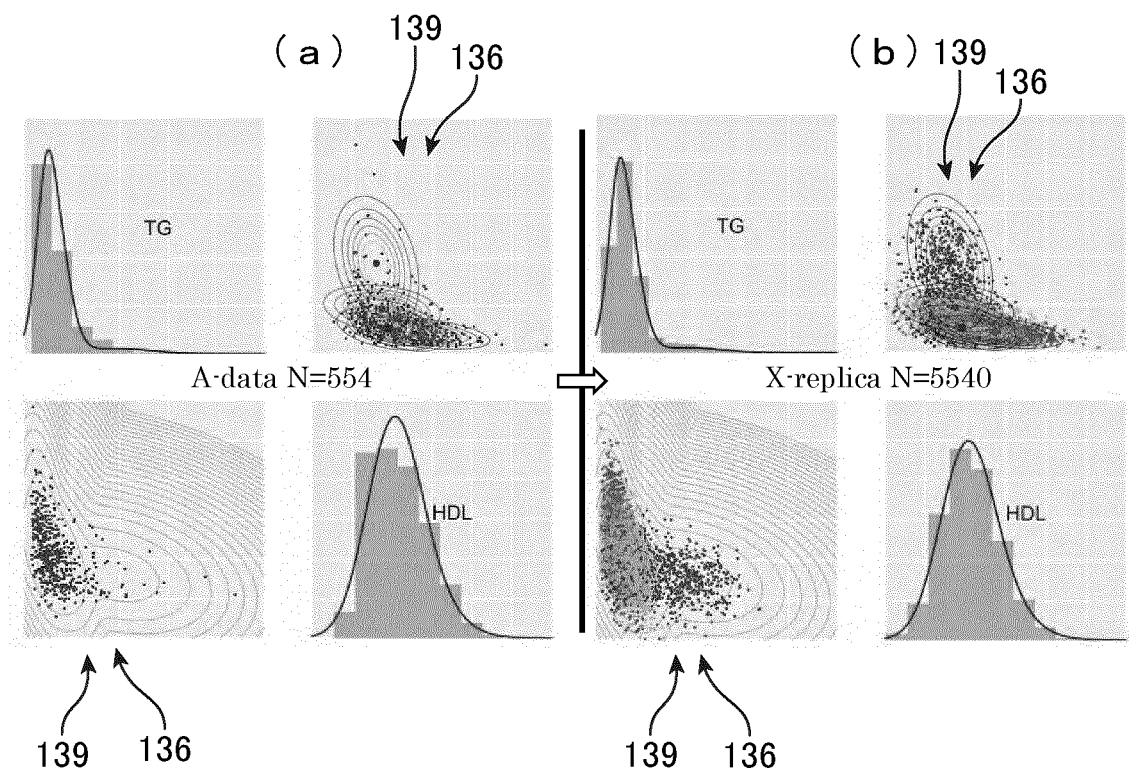 (a) 139 136
(b) 139 136
TG
TG
A-data N=554
X-replica N=5540
HDL
HDL
139 136
139 136